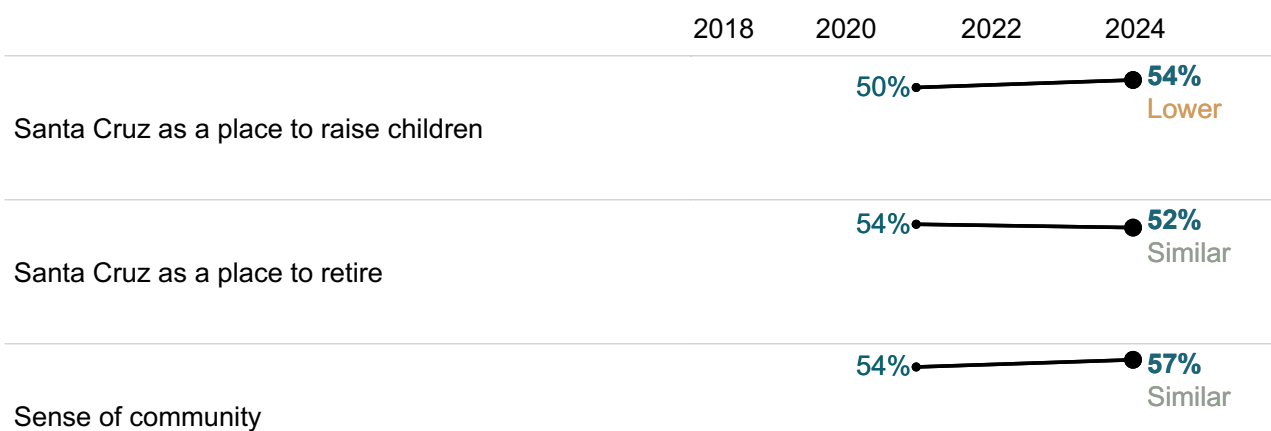 2018 2020 2022 2024
50% 54%
Lower
Santa Cruz as a place to raise children
54% 52%
Similar
Santa Cruz as a place to retire
54% 57%
Similar
Sense of community